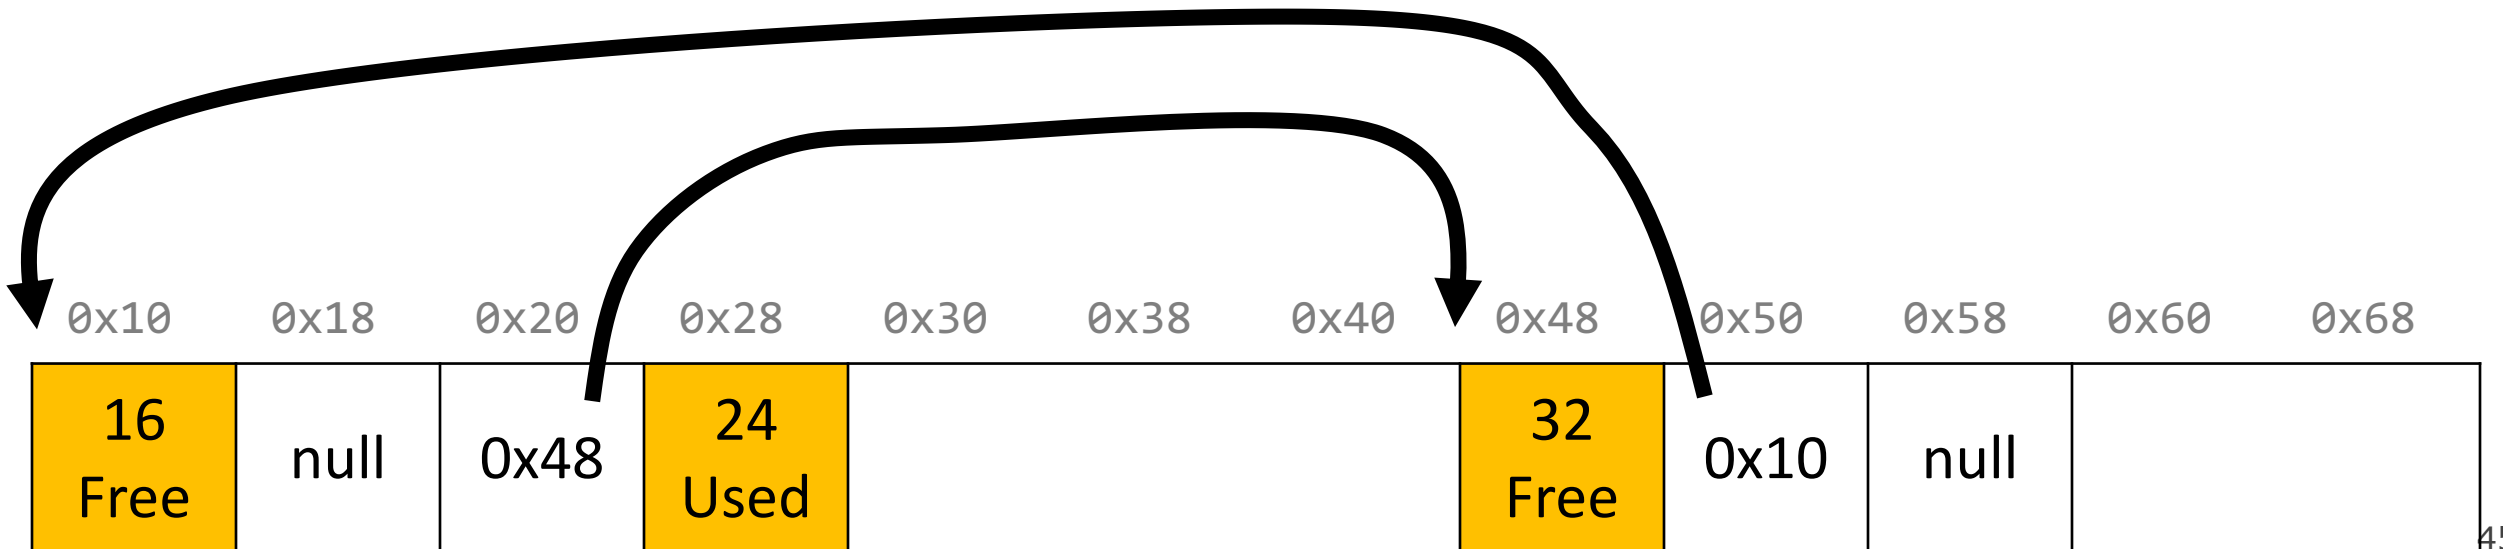 0x10 0x18 0x20 0x28 0x30 0x38 0x40 0x48 0x50 0x58 0x60 0x68
16 24 32
null 0x48 0x10 null
Free Used Free